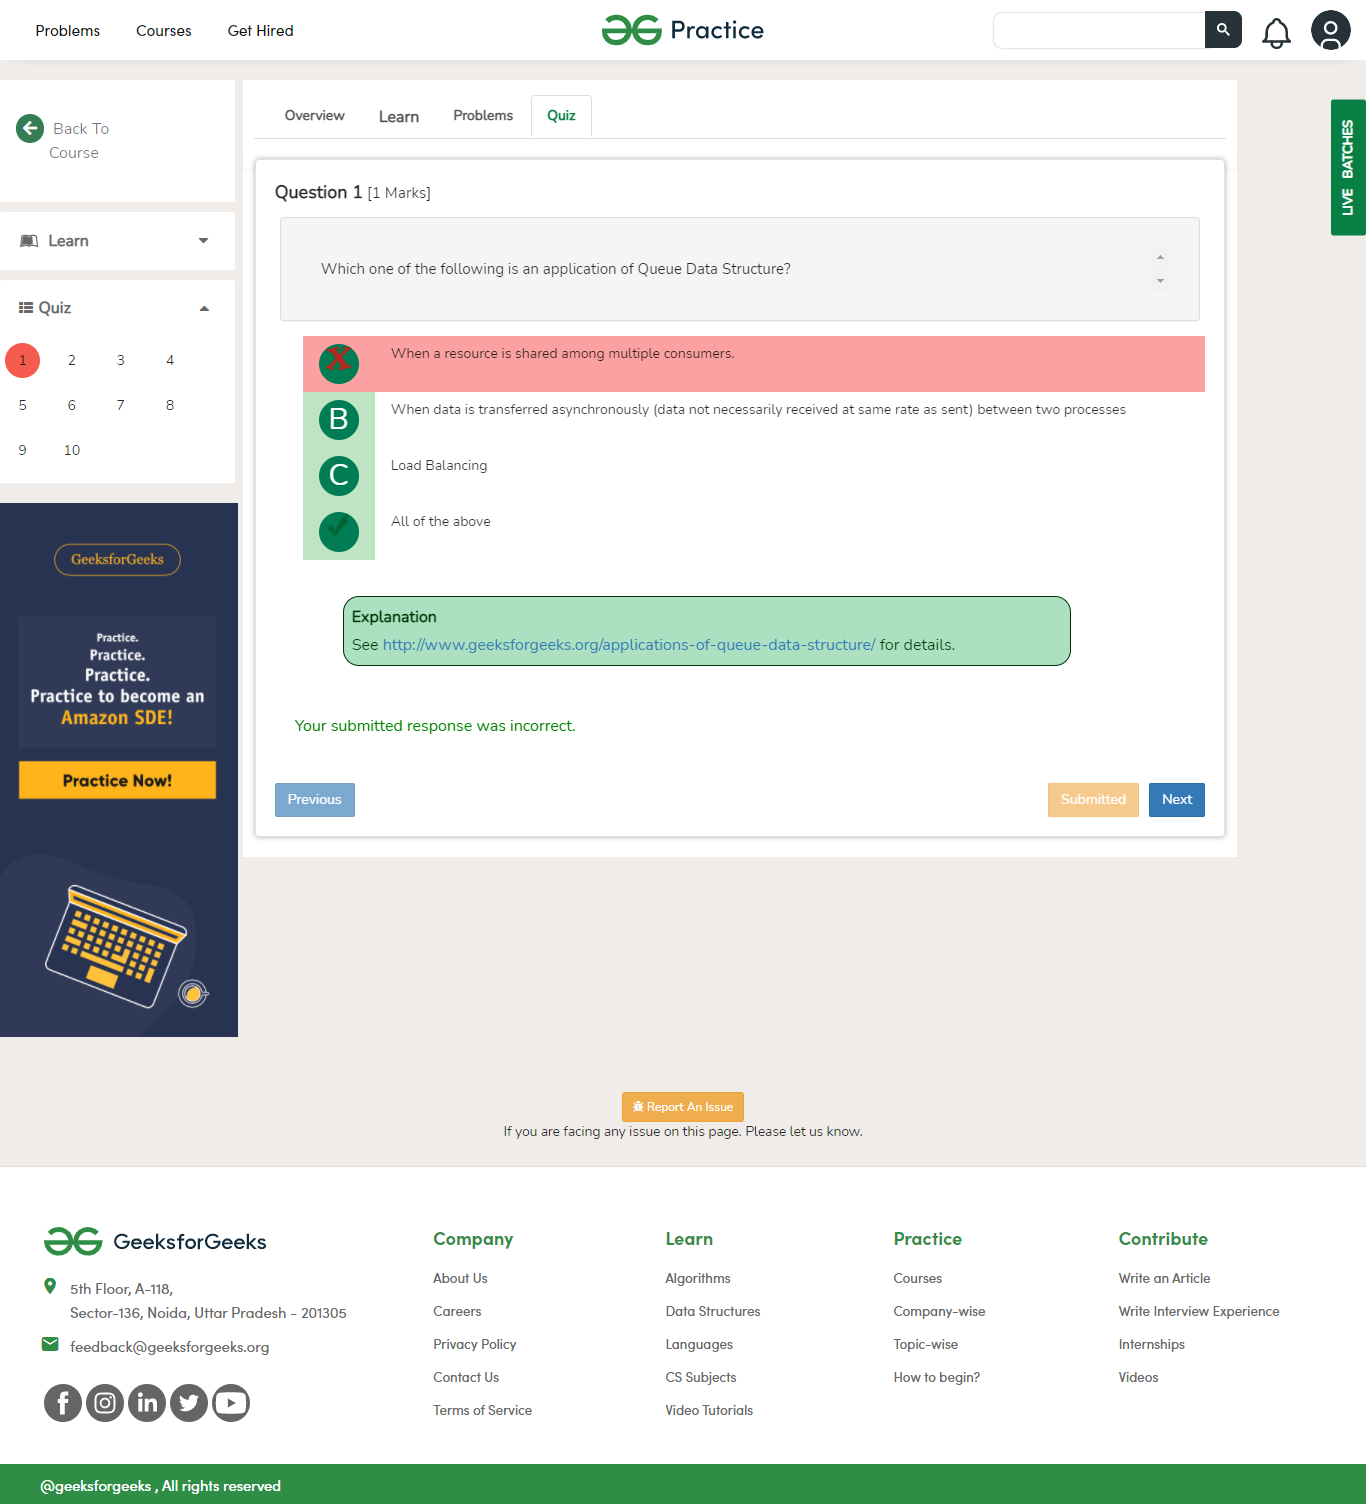 Problems Courses Get Hired
Practice
Back To
Course
Learn
Quiz
1 2 3 4
5 6 7 8
9 10
GeeksforGeeks
Practice.
Practice.
Practice.
Practice to become an
Amazon SDE!
Practice Now!
Overview Learn Problems Quiz
LIVE BATCHES
Question 1 [1 Marks]
Which one of the following is an application of Queue Data Structure?
X When a resource is shared among multiple consumers.
B When data is transferred asynchronously (data not necessarily received at same rate as sent) between two processes
C Load Balancing
All of the above
Explanation
See http://www.geeksforgeeks.org/applications-of-queue-data-structure/ for details.
Your submitted response was incorrect.
Previous Submitted Next
Report An Issue
If you are facing any issue on this page. Please let us know.
GeeksforGeeks
5th Floor, A-118,
Sector-136, Noida, Uttar Pradesh - 201305
feedback@geeksforgeeks.org
Company
About Us
Careers
Privacy Policy
Contact Us
Terms of Service
Learn
Algorithms
Data Structures
Languages
CS Subjects
Video Tutorials
Practice
Courses
Company-wise
Topic-wise
How to begin?
Contribute
Write an Article
Write Interview Experience
Internships
Videos
@geeksforgeeks , All rights reserved